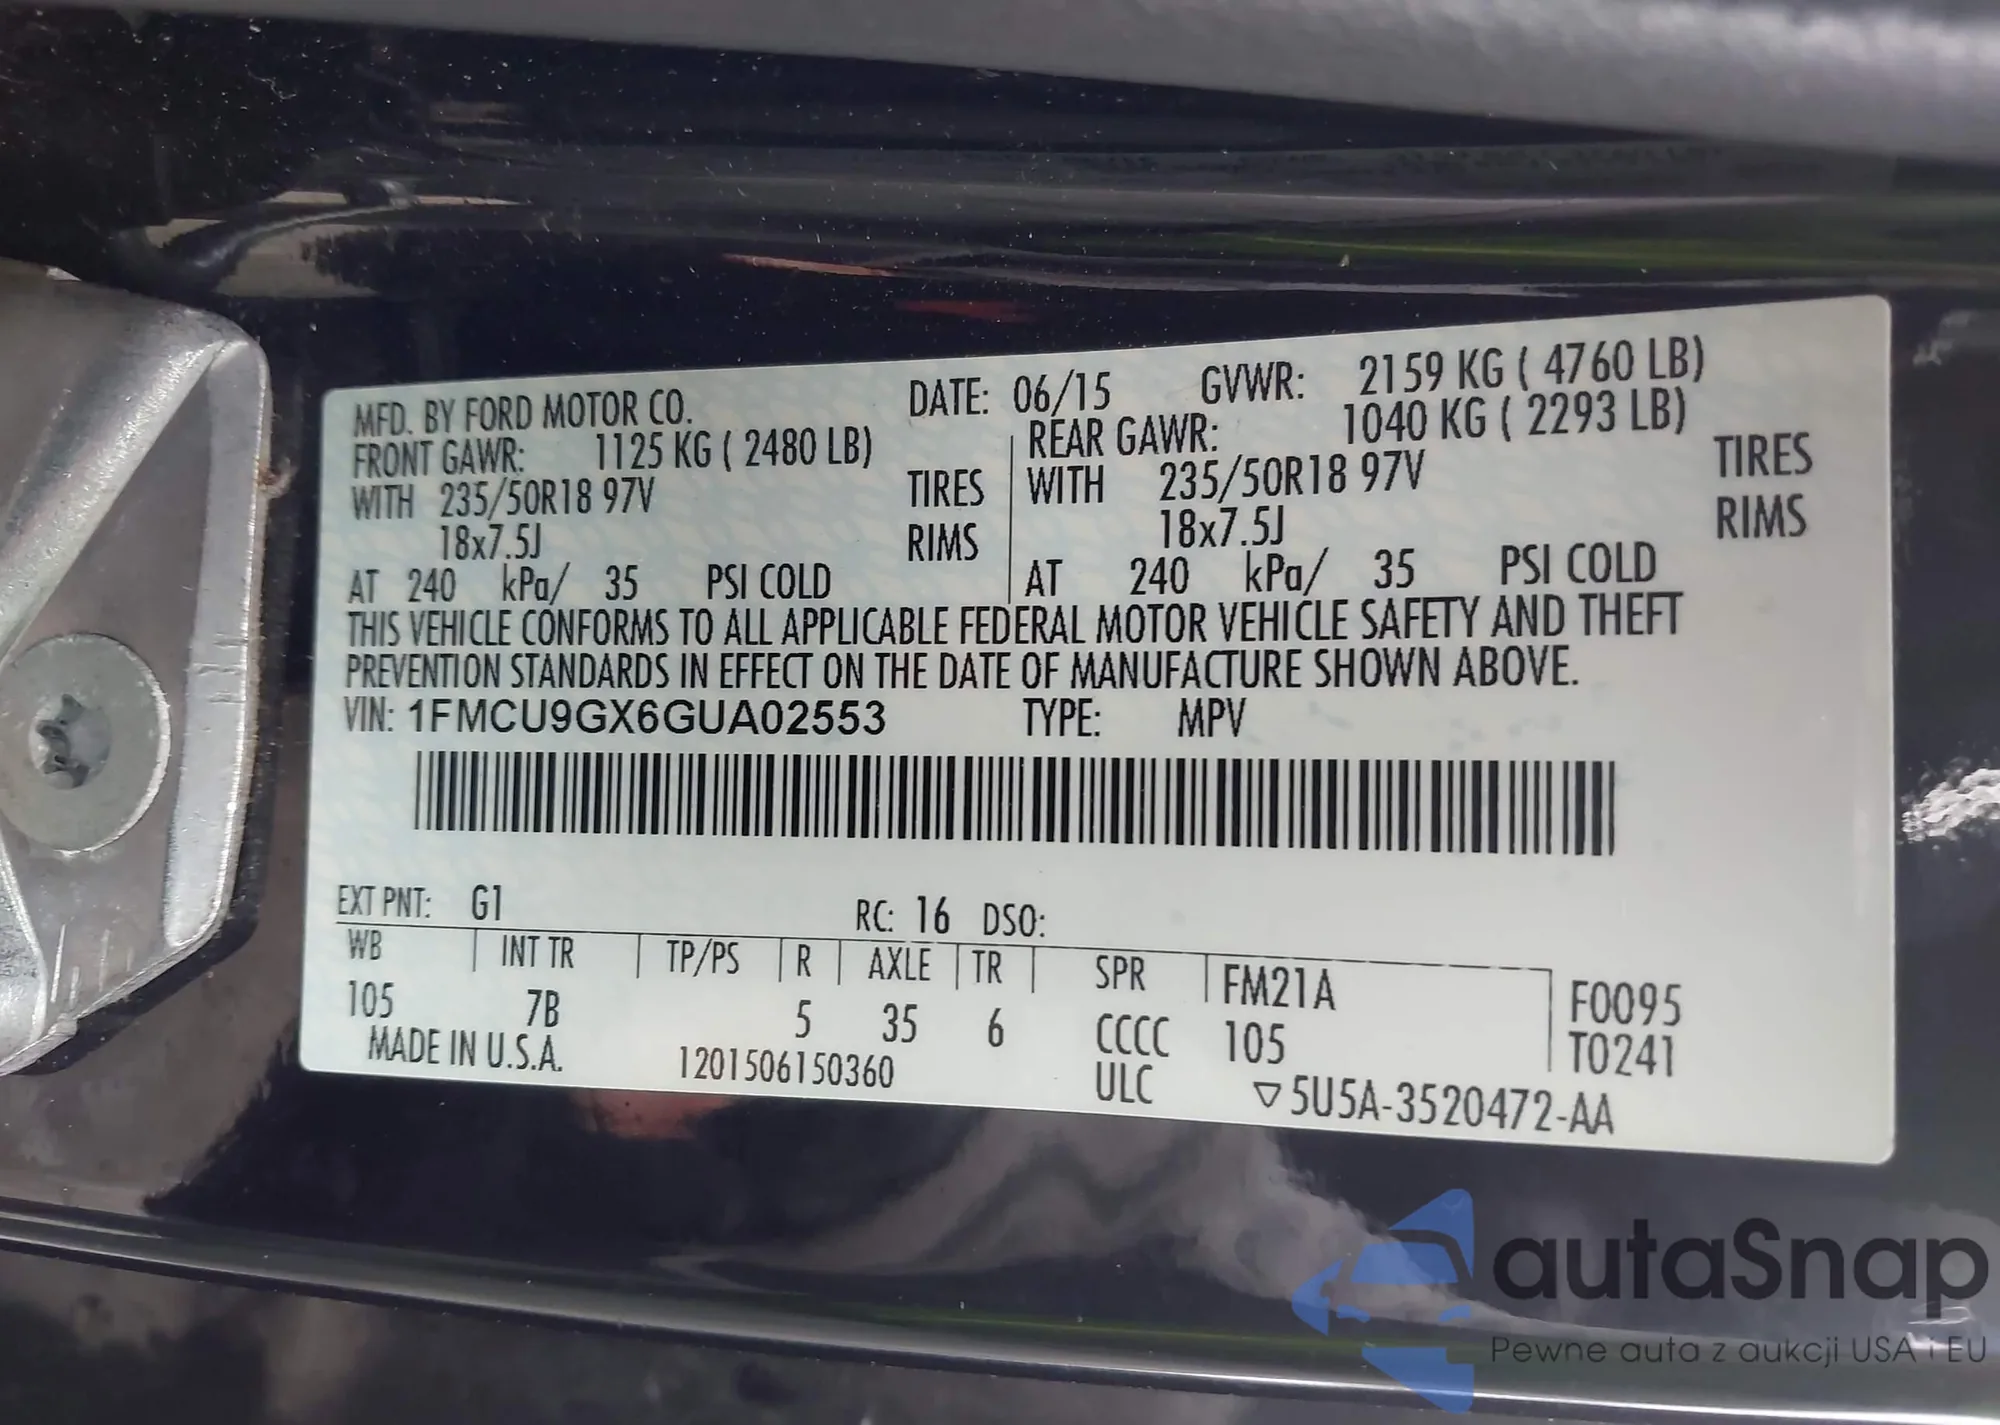 MFD. BY FORD MOTOR CO. DATE: 06/15 GVWR: 2159 KG ( 4760 LB)
FRONT GAWR: 1125 KG ( 2480 LB) REAR GAWR: 1040 KG ( 2293 LB)
WITH 235/50R18 97V TIRES WITH 235/50R18 97V TIRES
18x7.5J RIMS 18x7.5J RIMS
AT 240 kPa/ 35 PSI COLD AT 240 kPa/ 35 PSI COLD
THIS VEHICLE CONFORMS TO ALL APPLICABLE FEDERAL MOTOR VEHICLE SAFETY AND THEFT
PREVENTION STANDARDS IN EFFECT ON THE DATE OF MANUFACTURE SHOWN ABOVE.
VIN: 1FMCU9GX6GUA02553 TYPE: MPV
EXT PNT: G1 RC: 16 DSO:
WB INT TR TP/PS R AXLE TR SPR FM21A F0095
105 7B 5 35 6 CCCC 105 T0241
MADE IN U.S.A. 1201506150360 ULC ▽5U5A-3520472-AA
autaSnap
Pewne auta z aukcji USA i EU